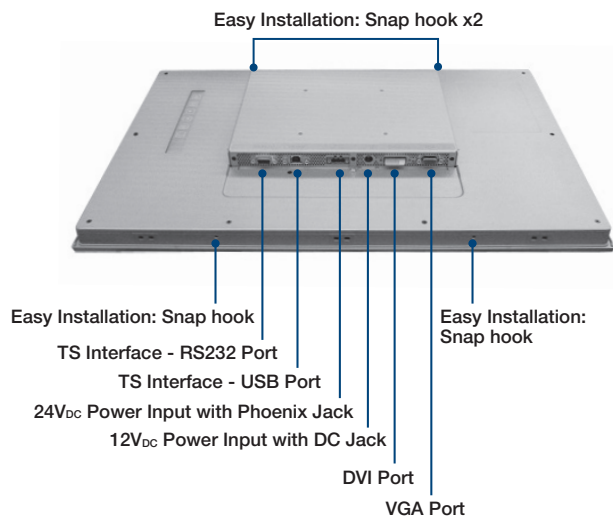 Easy Installation: Snap hook x2
Easy Installation: Snap hook
Easy Installation:
Snap hook
TS Interface - RS232 Port
TS Interface - USB Port
24VDC Power Input with Phoenix Jack
12VDC Power Input with DC Jack
DVI Port
VGA Port